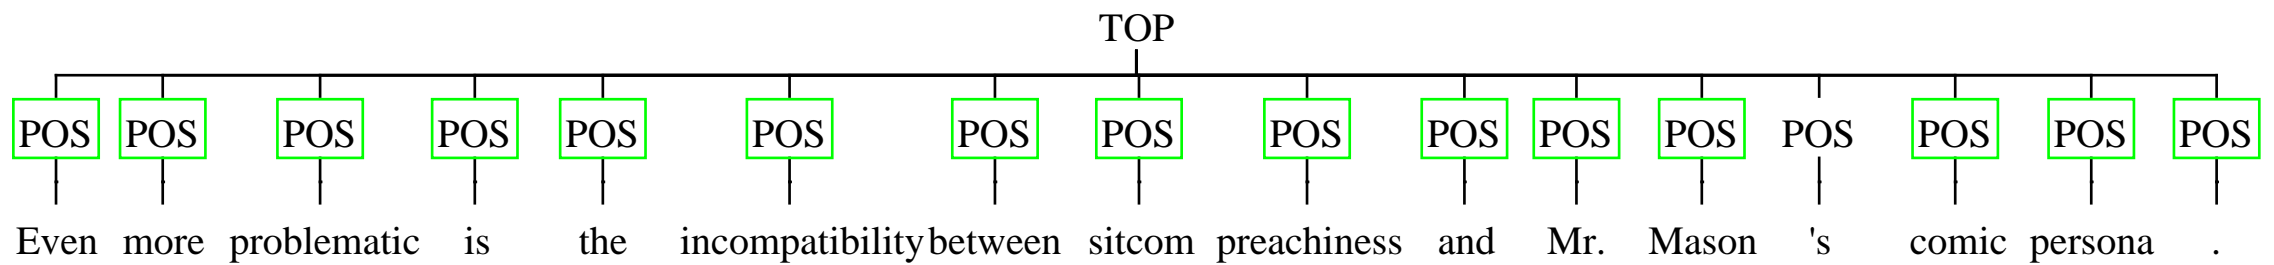 TOP
POS POS POS POS POS POS POS POS POS POS POS POS POS POS POS POS
Even more problematic is the incompatibility between sitcom preachiness and Mr. Mason 's comic persona .